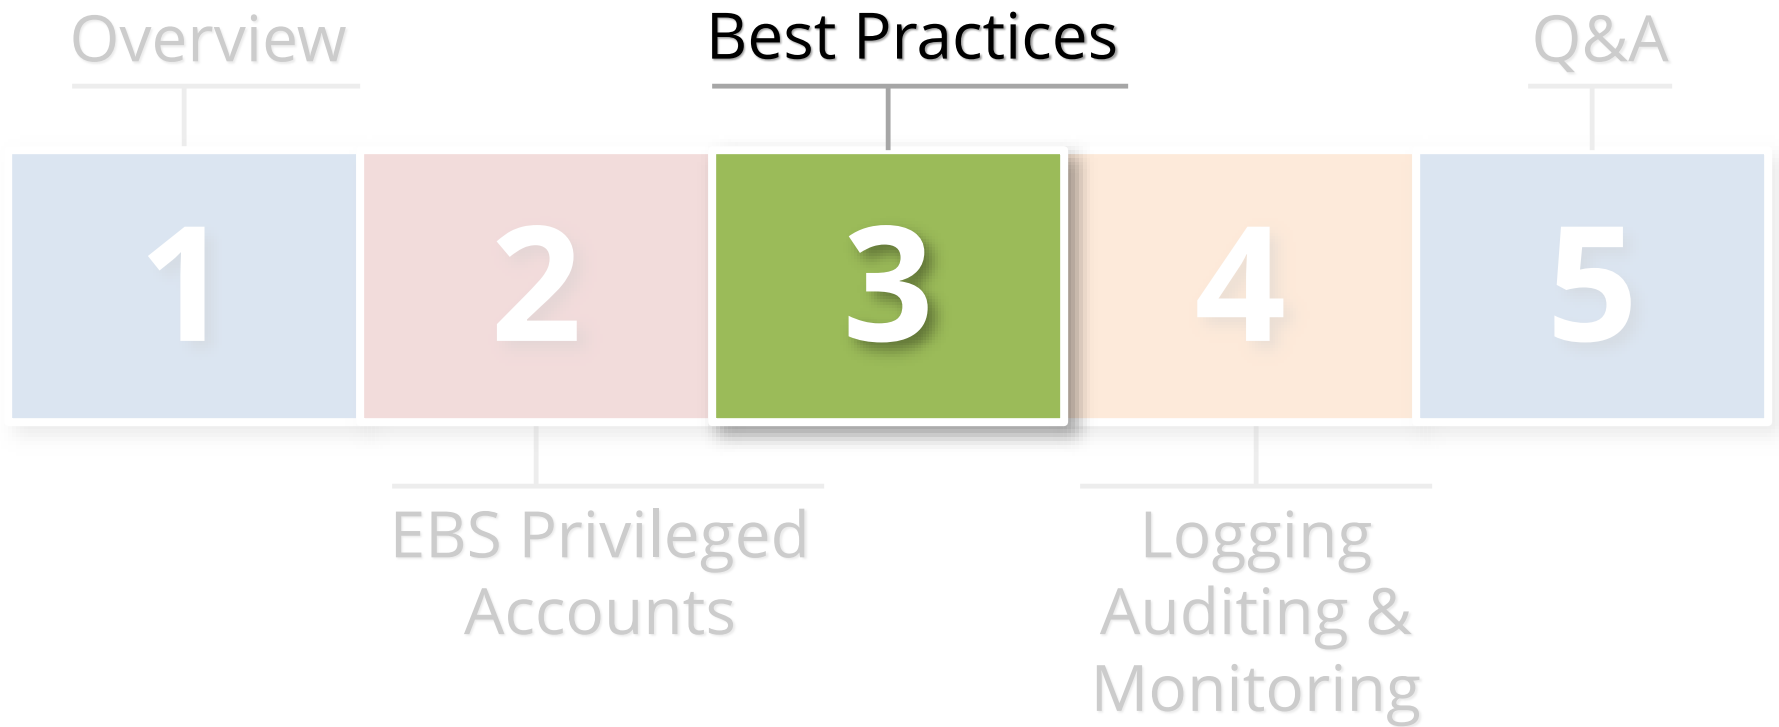 Overview
Best Practices
Q&A
1
2
3
4
5
EBS Privileged
Accounts
Logging
Auditing &
Monitoring